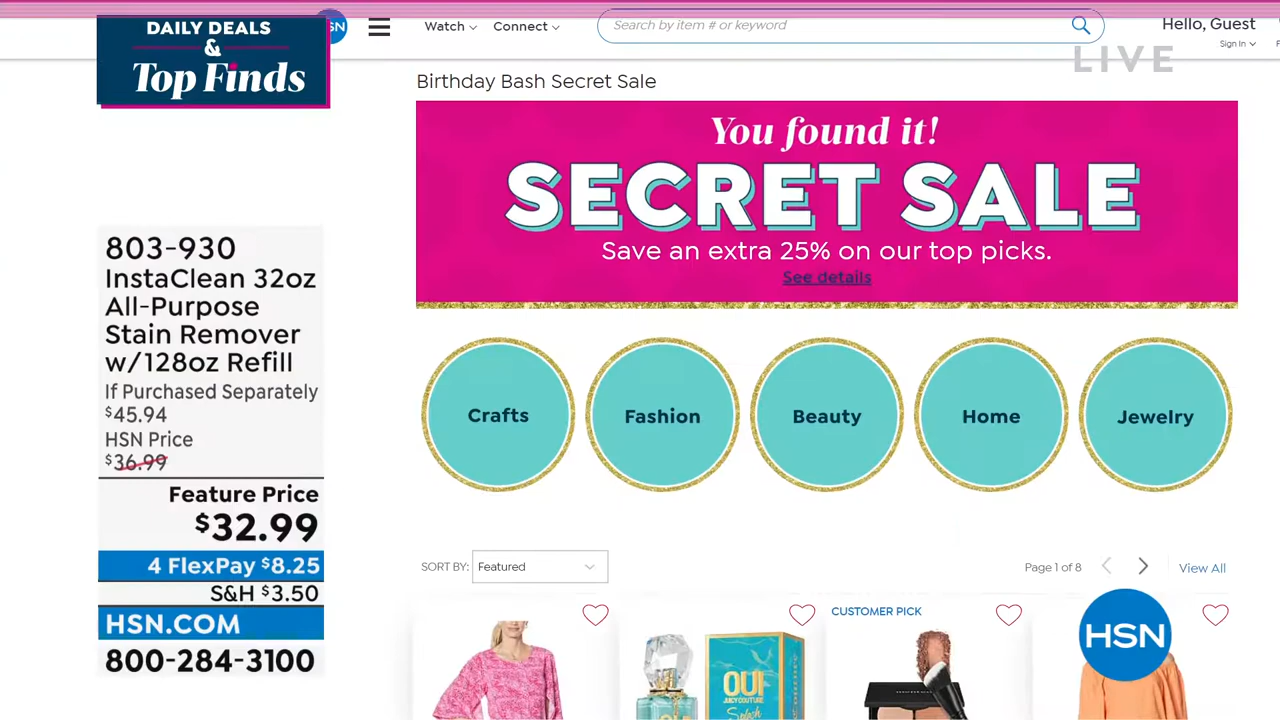 DAILY DEALS
&
Top Finds
SN
Watch
Connect
Search by item # or keyword
Hello, Guest
Sign In
LIVE
Birthday Bash Secret Sale
You found it!
SECRET SALE
Save an extra 25% on our top picks.
See details
803-930
InstaClean 32oz
All-Purpose
Stain Remover
w/128oz Refill
If Purchased Separately
$45.94
HSN Price
$36.99
Feature Price
$32.99
4 FlexPay $8.25
S&H $3.50
HSN.COM
800-284-3100
Crafts
Fashion
Beauty
Home
Jewelry
SORT BY:
Featured
Page 1 of 8
View All
CUSTOMER PICK
HSN
OUI
JUICY COUTURE
Splash